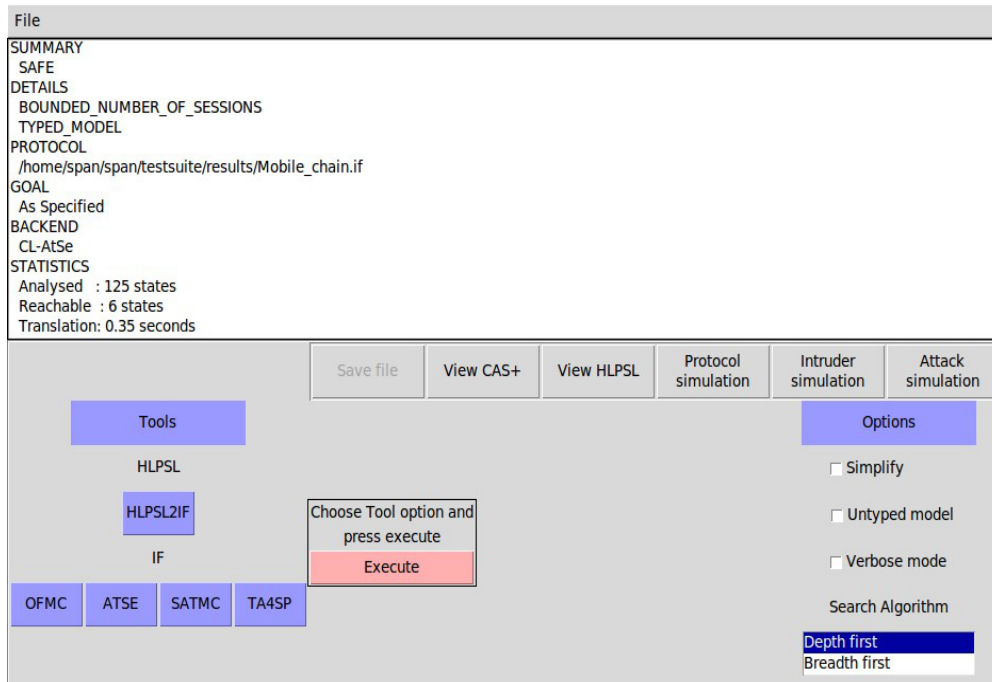 File
SUMMARY
SAFE
DETAILS
BOUNDED_NUMBER_OF_SESSIONS
TYPED_MODEL
PROTOCOL
/home/span/span/testsuite/results/Mobile_chain.if
GOAL
As Specified
BACKEND
CL-AtSe
STATISTICS
Analysed : 125 states
Reachable : 6 states
Translation: 0.35 seconds
Save file
View CAS+
View HLPSL
Protocol
simulation
Intruder
simulation
Attack
simulation
Tools
HLPSL
HLPSL2IF
IF
OFMC
ATSE
SATMC
TA4SP
Choose Tool option and
press execute
Execute
Options
Simplify
Untyped model
Verbose mode
Search Algorithm
Depth first
Breadth first